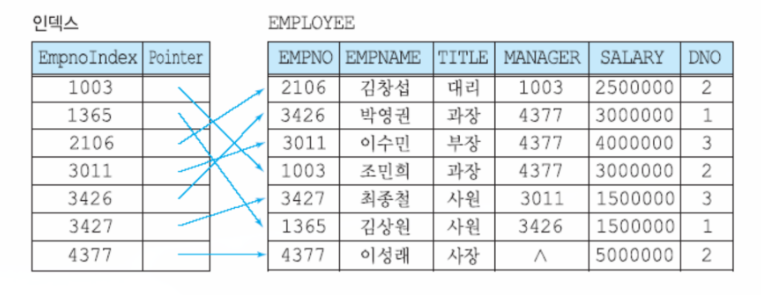 인덱스 EMPLOYEE
EmpnoIndex Pointer EMPNO EMPNAME TITLE MANAGER SALARY DNO
1003 2106 김창섭 대리 1003 2500000 2
1365 3426 박영권 과장 4377 3000000 1
2106 3011 이수민 부장 4377 4000000 3
3011 1003 조민희 과장 4377 3000000 2
3426 3427 최종철 사원 3011 1500000 3
3427 1365 김상원 사원 3426 1500000 1
4377 4377 이성래 사장 ∧ 5000000 2